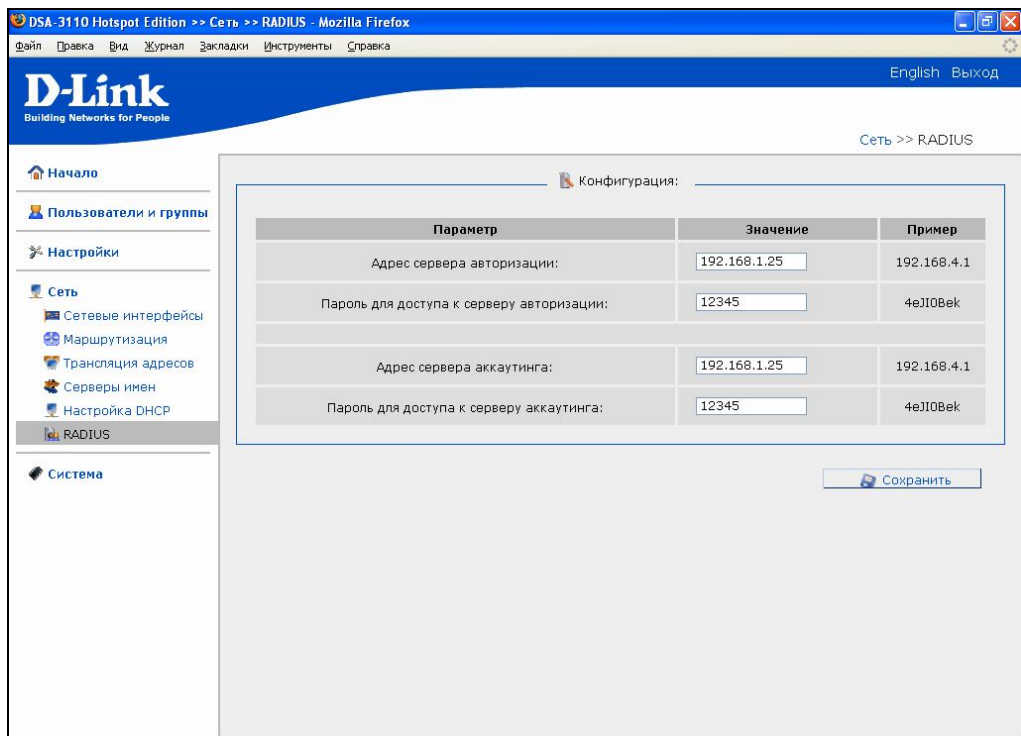 DSA-3110 Hotspot Edition >> Сеть >> RADIUS - Mozilla Firefox
Файл Правка Вид Журнал Закладки Инструменты Справка
English Выход
D-Link
Building Networks for People
Сеть >> RADIUS
Начало
Пользователи и группы
Настройки
Сеть
Сетевые интерфейсы
Маршрутизация
Трансляция адресов
Серверы имен
Настройка DHCP
RADIUS
Система
Конфигурация:
Параметр Значение Пример
Адрес сервера авторизации: 192.168.1.25 192.168.4.1
Пароль для доступа к серверу авторизации: 12345 4eJI0Bek
Адрес сервера аккаутинга: 192.168.1.25 192.168.4.1
Пароль для доступа к серверу аккаутинга: 12345 4eJI0Bek
Сохранить